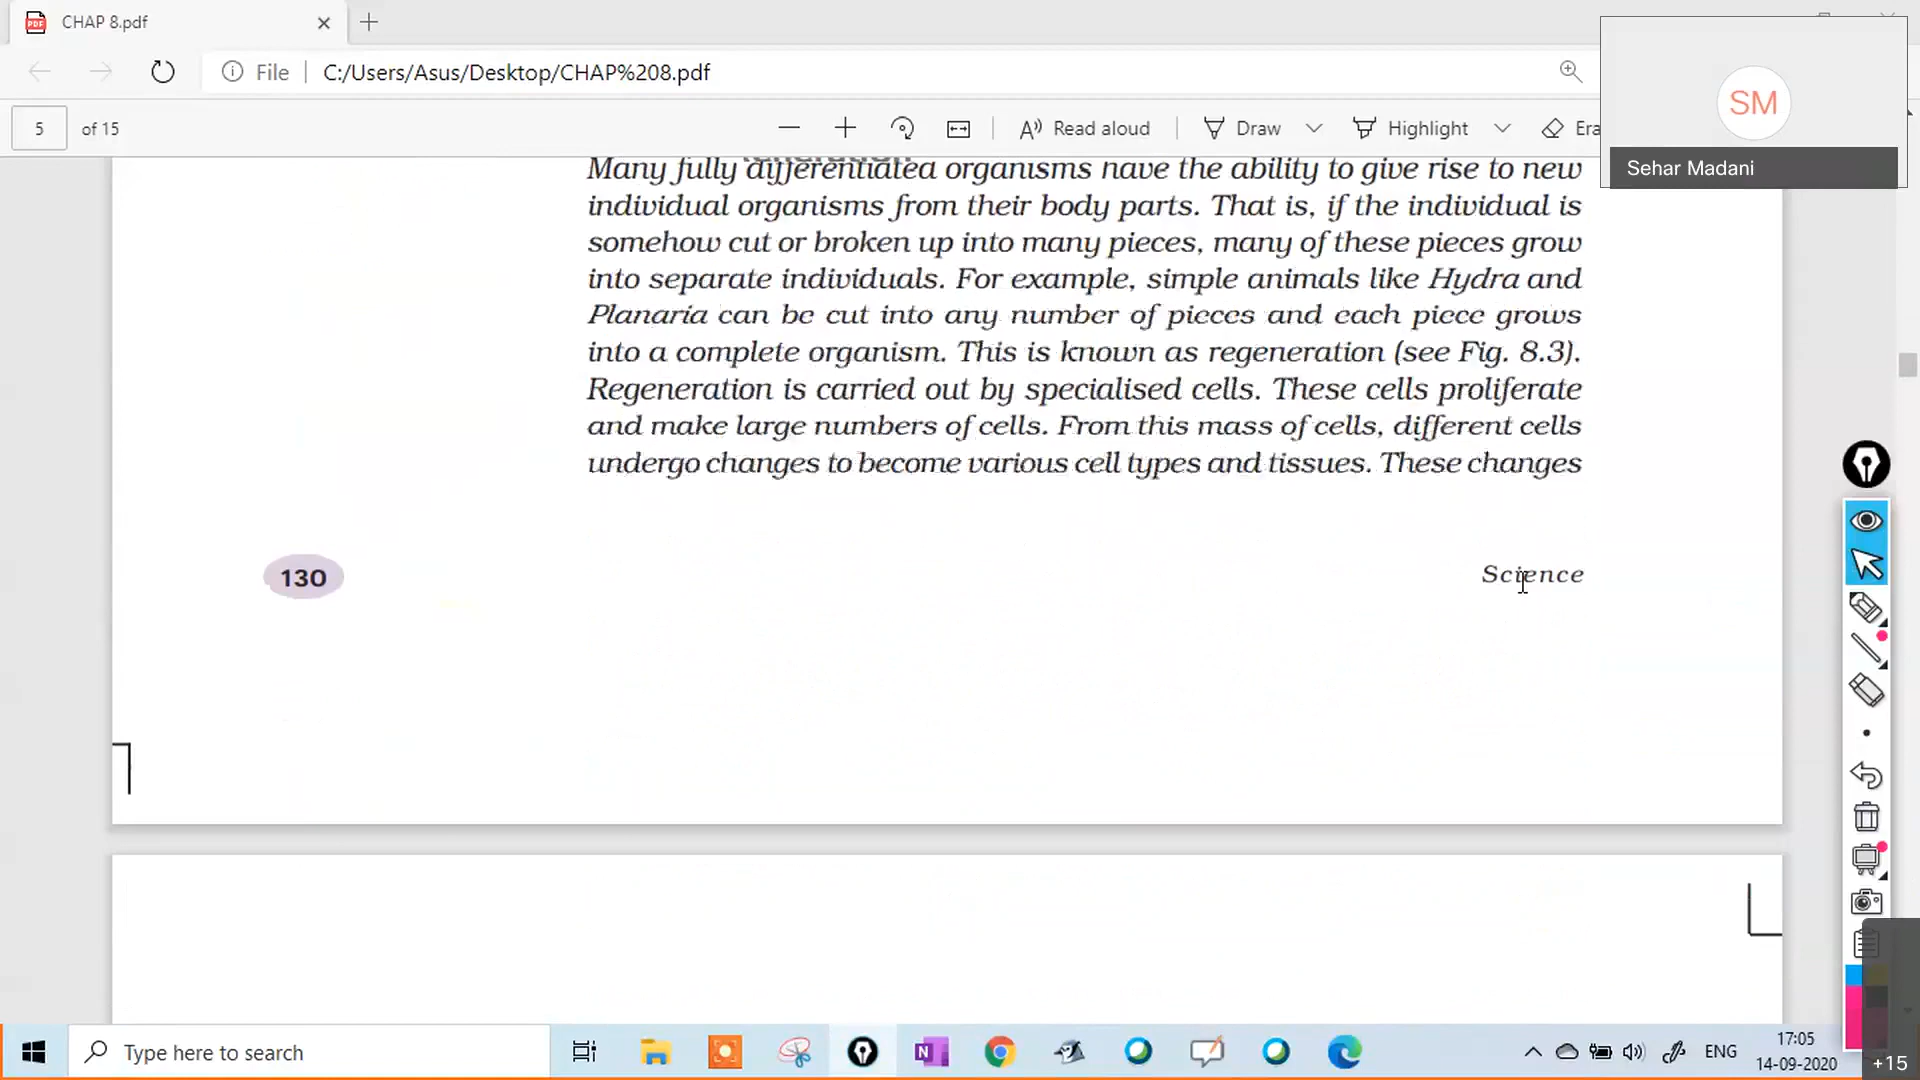 CHAP 8.pdf
File
C:/Users/Asus/Desktop/CHAP%208.pdf
5 of 15
Read aloud
Draw
Highlight
Era
SM
Sehar Madani
Many fully differentiated organisms have the ability to give rise to new
individual organisms from their body parts. That is, if the individual is
somehow cut or broken up into many pieces, many of these pieces grow
into separate individuals. For example, simple animals like Hydra and
Planaria can be cut into any number of pieces and each piece grows
into a complete organism. This is known as regeneration (see Fig. 8.3).
Regeneration is carried out by specialised cells. These cells proliferate
and make large numbers of cells. From this mass of cells, different cells
undergo changes to become various cell types and tissues. These changes
130
Science
Type here to search
ENG
17:05
14-09-2020
+15